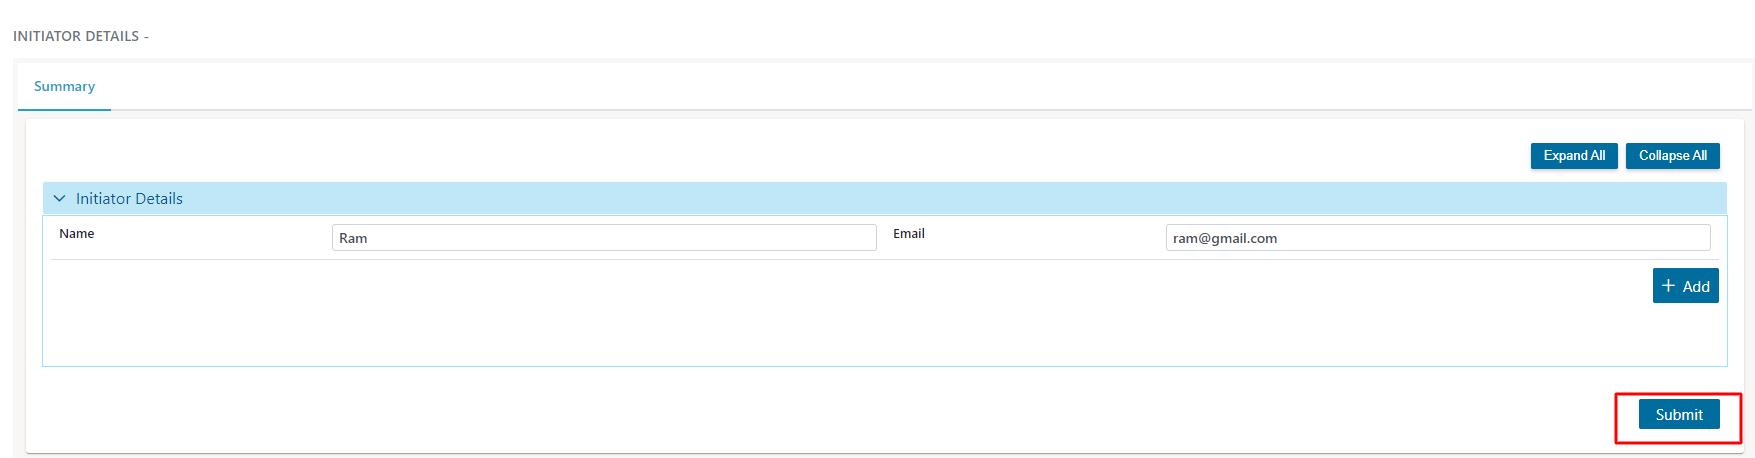 INITIATOR DETAILS -
Summary
Expand All Collapse All
Initiator Details
Name Ram Email ram@gmail.com
+ Add
Submit